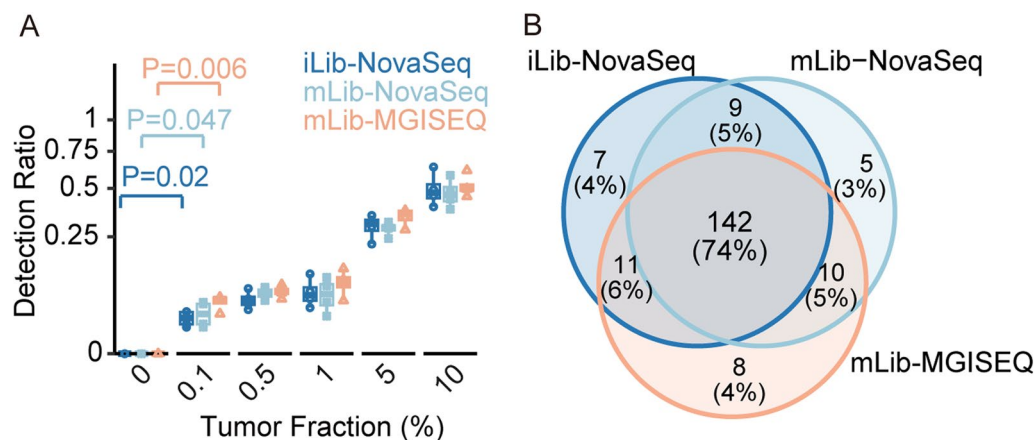 A
P=0.006
P=0.047
P=0.02
iLib-NovaSeq
mLib-NovaSeq
mLib-MGISEQ
Detection Ratio
1
0.75
0.5
0.25
0
0
0.1
0.5
1
5
10
Tumor Fraction (%)
B
iLib-NovaSeq
mLib−NovaSeq
9
(5%)
7
(4%)
5
(3%)
142
(74%)
11
(6%)
10
(5%)
mLib-MGISEQ
8
(4%)